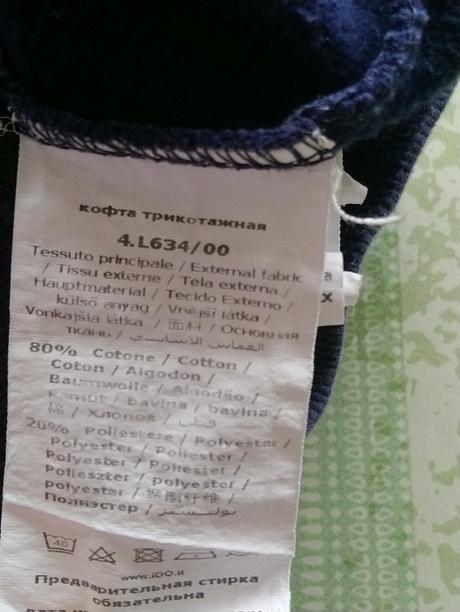 кофта трикотажная
4.L634/00
Tessuto principale / External fabric
/ Tissu externe / Tela externa /
Hauptmaterial / Tecido Externo /
külső anyag / Vnější látka /
Vonkajšia látka / 面料 / Основная
ткань / القماش الأساسي
80% Cotone / Cotton /
Coton / Algodon /
Baumwolle / Algodão /
Pamut / bavlna / bavlna /
棉 / Хлопок / قطن
20% Poliestere / Polyester /
Polyester / Poliester /
Polyester / Poliester /
Polieszter / polyester /
polyester / 聚酯纤维 /
Полиэстер / بوليستر
40
www.iDO.it
Предварительная стирка
обязательна